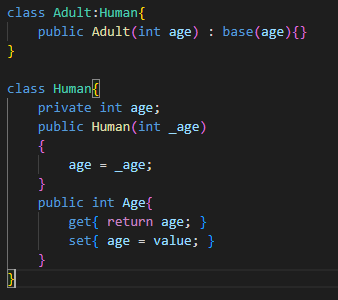 class Adult:Human{
    public Adult(int age) : base(age){}
}
class Human{
    private int age;
    public Human(int _age)
    {
        age = _age;
    }
    public int Age{
        get{ return age; }
        set{ age = value; }
    }
}